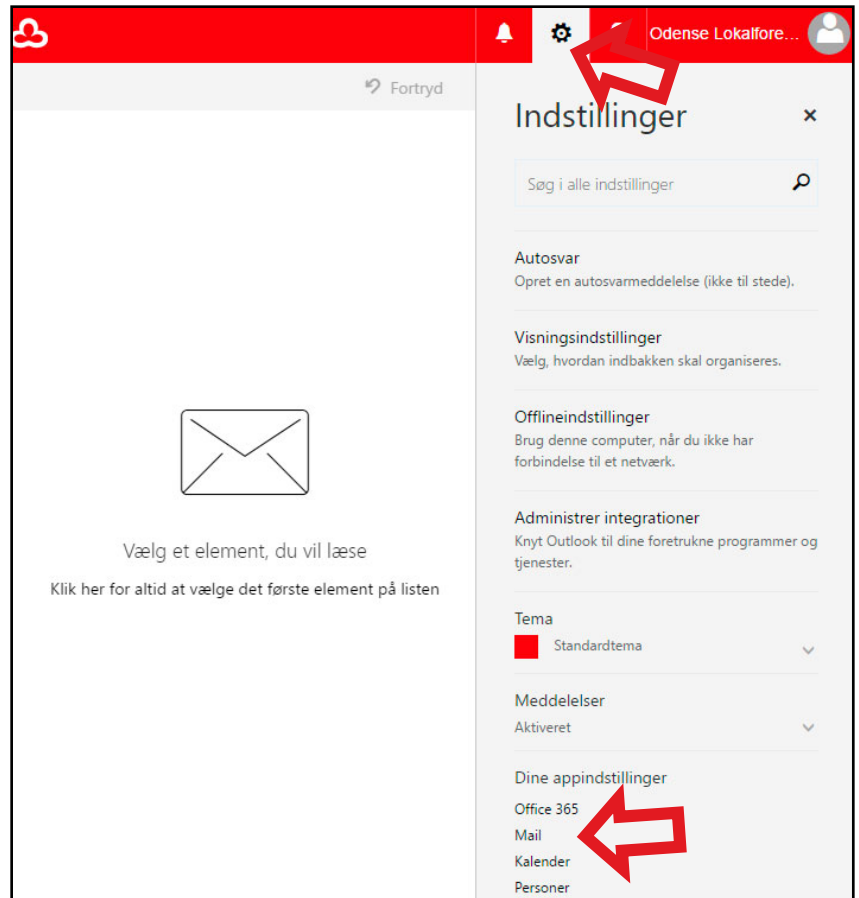 Odense Lokalfore...
Fortryd
Indstillinger
Søg i alle indstillinger
Autosvar
Opret en autosvarmeddelelse (ikke til stede).
Visningsindstillinger
Vælg, hvordan indbakken skal organiseres.
Offlineindstillinger
Brug denne computer, når du ikke har
forbindelse til et netværk.
Administrer integrationer
Knyt Outlook til dine foretrukne programmer og
tjenester.
Vælg et element, du vil læse
Klik her for altid at vælge det første element på listen
Tema
Standardtema
Meddelelser
Aktiveret
Dine appindstillinger
Office 365
Mail
Kalender
Personer